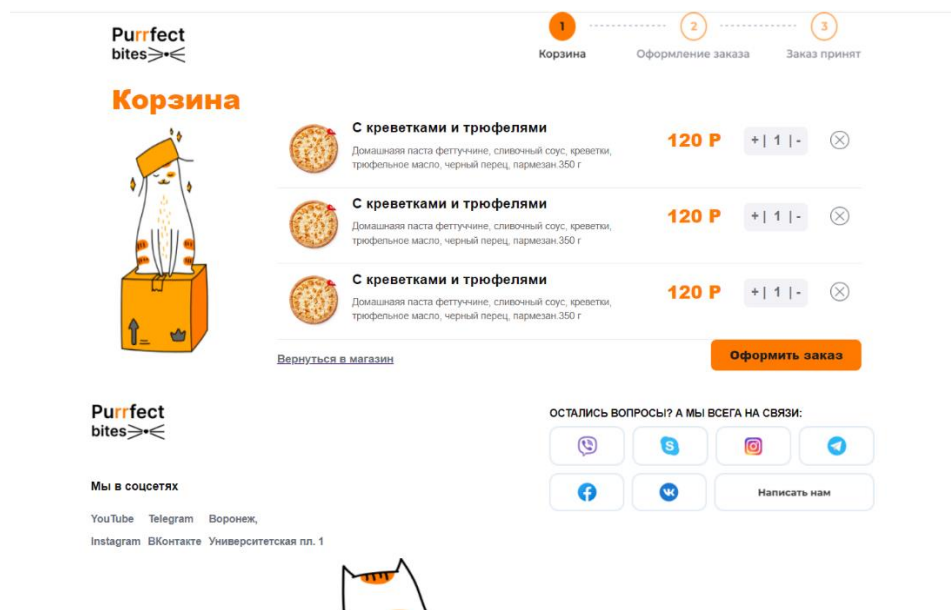 Purrfect
bites
1
2
3
Корзина
Оформление заказа
Заказ принят
Корзина
С креветками и трюфелями
Домашняя паста феттуччине, сливочный соус, креветки,
трюфельное масло, черный перец, пармезан.350 г
120 Р
+ | 1 | -
С креветками и трюфелями
Домашняя паста феттуччине, сливочный соус, креветки,
трюфельное масло, черный перец, пармезан.350 г
120 Р
+ | 1 | -
С креветками и трюфелями
Домашняя паста феттуччине, сливочный соус, креветки,
трюфельное масло, черный перец, пармезан.350 г
120 Р
+ | 1 | -
Вернуться в магазин
Оформить заказ
Purrfect
bites
Мы в соцсетях
YouTube Telegram Воронеж,
Instagram ВКонтакте Университетская пл. 1
ОСТАЛИСЬ ВОПРОСЫ? А МЫ ВСЕГА НА СВЯЗИ:
Написать нам